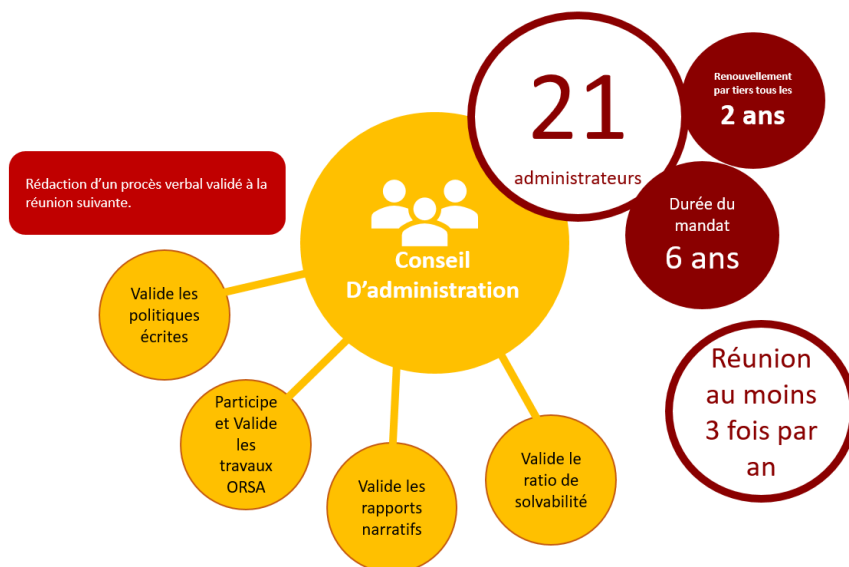 21
administrateurs
Renouvellement
par tiers tous les
2 ans
Durée du
mandat
6 ans
Rédaction d'un procès verbal validé à la
réunion suivante.
Conseil
D'administration
Valide les
politiques
écrites
Participe
et Valide
les
travaux
ORSA
Valide les
rapports
narratifs
Valide le
ratio de
solvabilité
Réunion
au moins
3 fois par
an